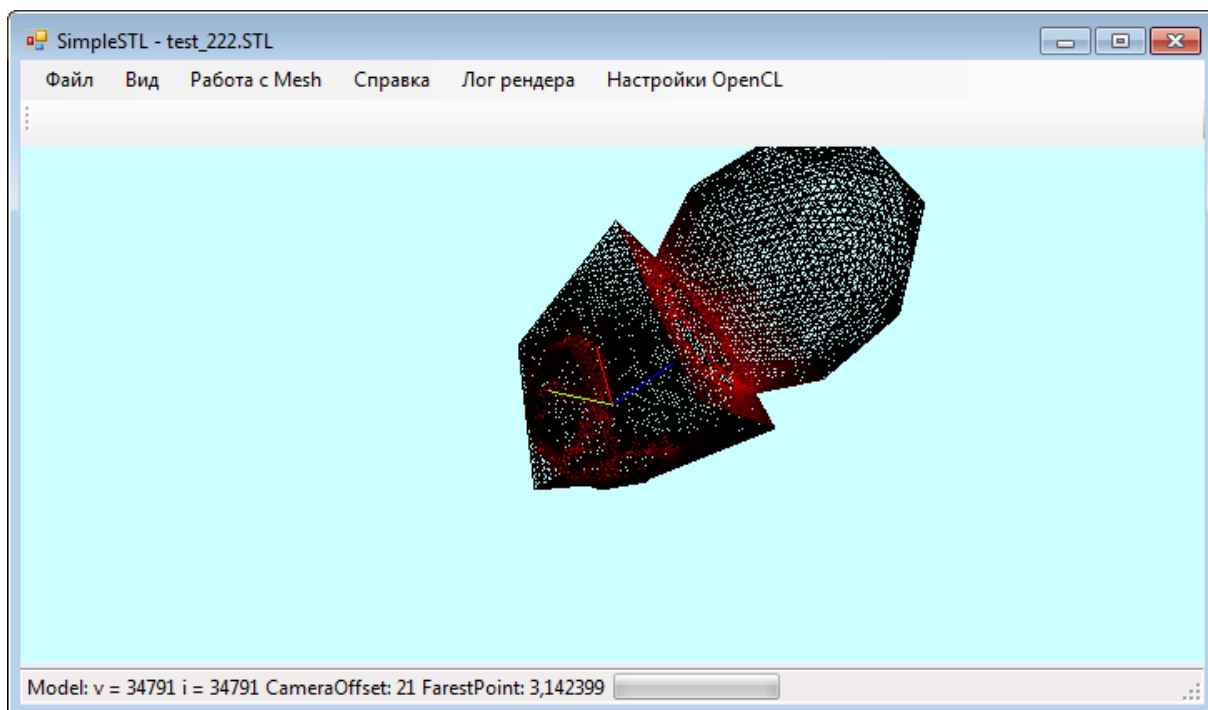 SimpleSTL - test_222.STL
Файл Вид Работа с Mesh Справка Лог рендера Настройки OpenCL
Model: v = 34791 i = 34791 CameraOffset: 21 FarestPoint: 3,142399